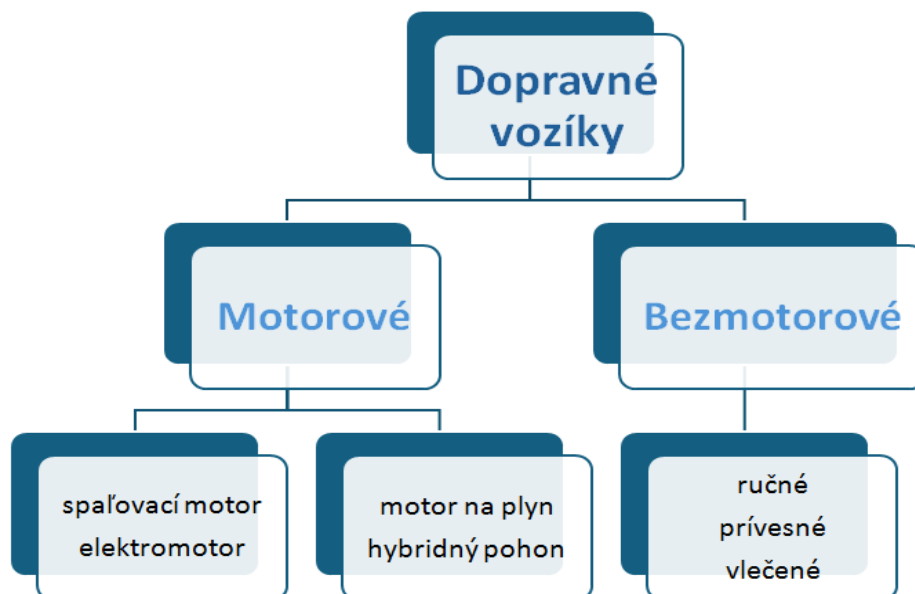 Dopravné
vozíky
Motorové
Bezmotorové
spaľovací motor
elektromotor
motor na plyn
hybridný pohon
ručné
prívesné
vlečené